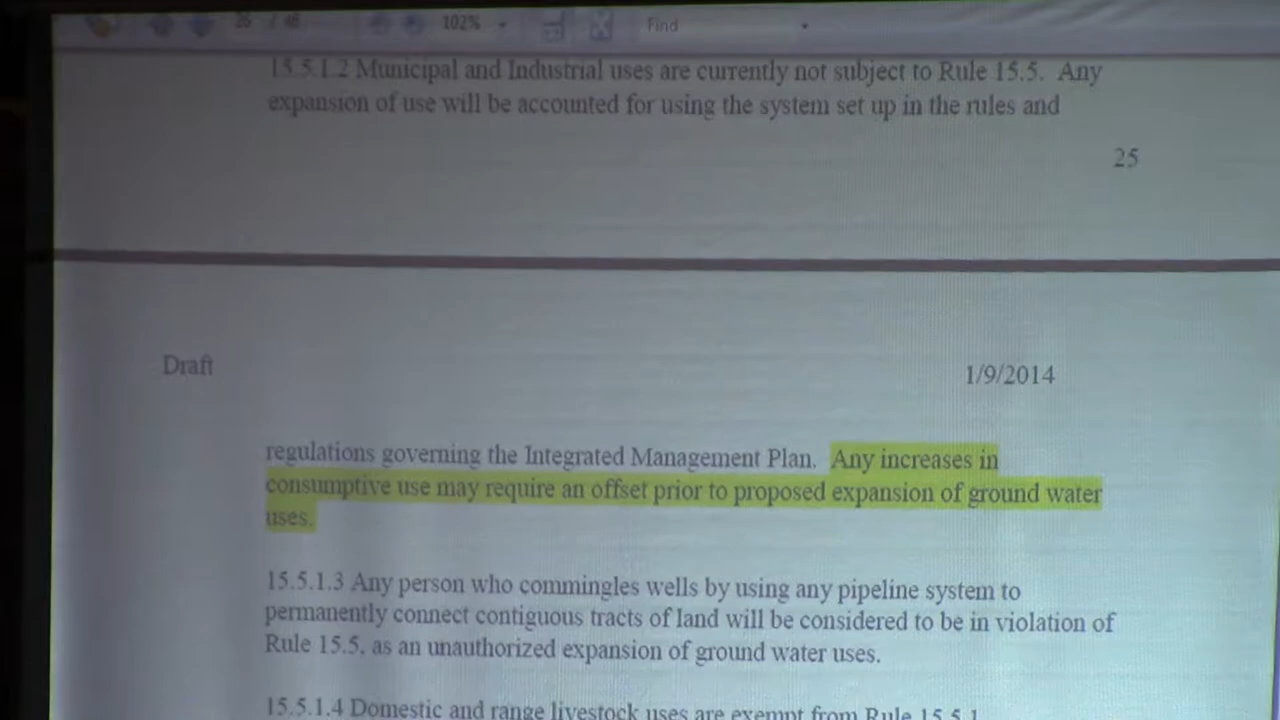 26 / 46 102% Find
15.5.1.2 Municipal and Industrial uses are currently not subject to Rule 15.5. Any
expansion of use will be accounted for using the system set up in the rules and
25
Draft 1/9/2014
regulations governing the Integrated Management Plan. Any increases in
consumptive use may require an offset prior to proposed expansion of ground water
uses.
15.5.1.3 Any person who commingles wells by using any pipeline system to
permanently connect contiguous tracts of land will be considered to be in violation of
Rule 15.5, as an unauthorized expansion of ground water uses.
15.5.1.4 Domestic and range livestock uses are exempt from Rule 15.5.1